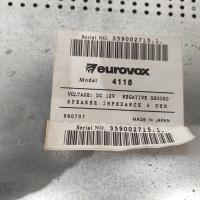 Serial NO. 359002715.1.
eurovox
Model 4115
VOLTAGE: DC 12V NEGATIVE GROUND
SPEAKER IMPEDANCE 4 OHM
980707
MADE IN JAPAN
Serial NO. 359002715.1.